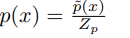 p(x) = \frac{\tilde{p}(x)}{Z_p}